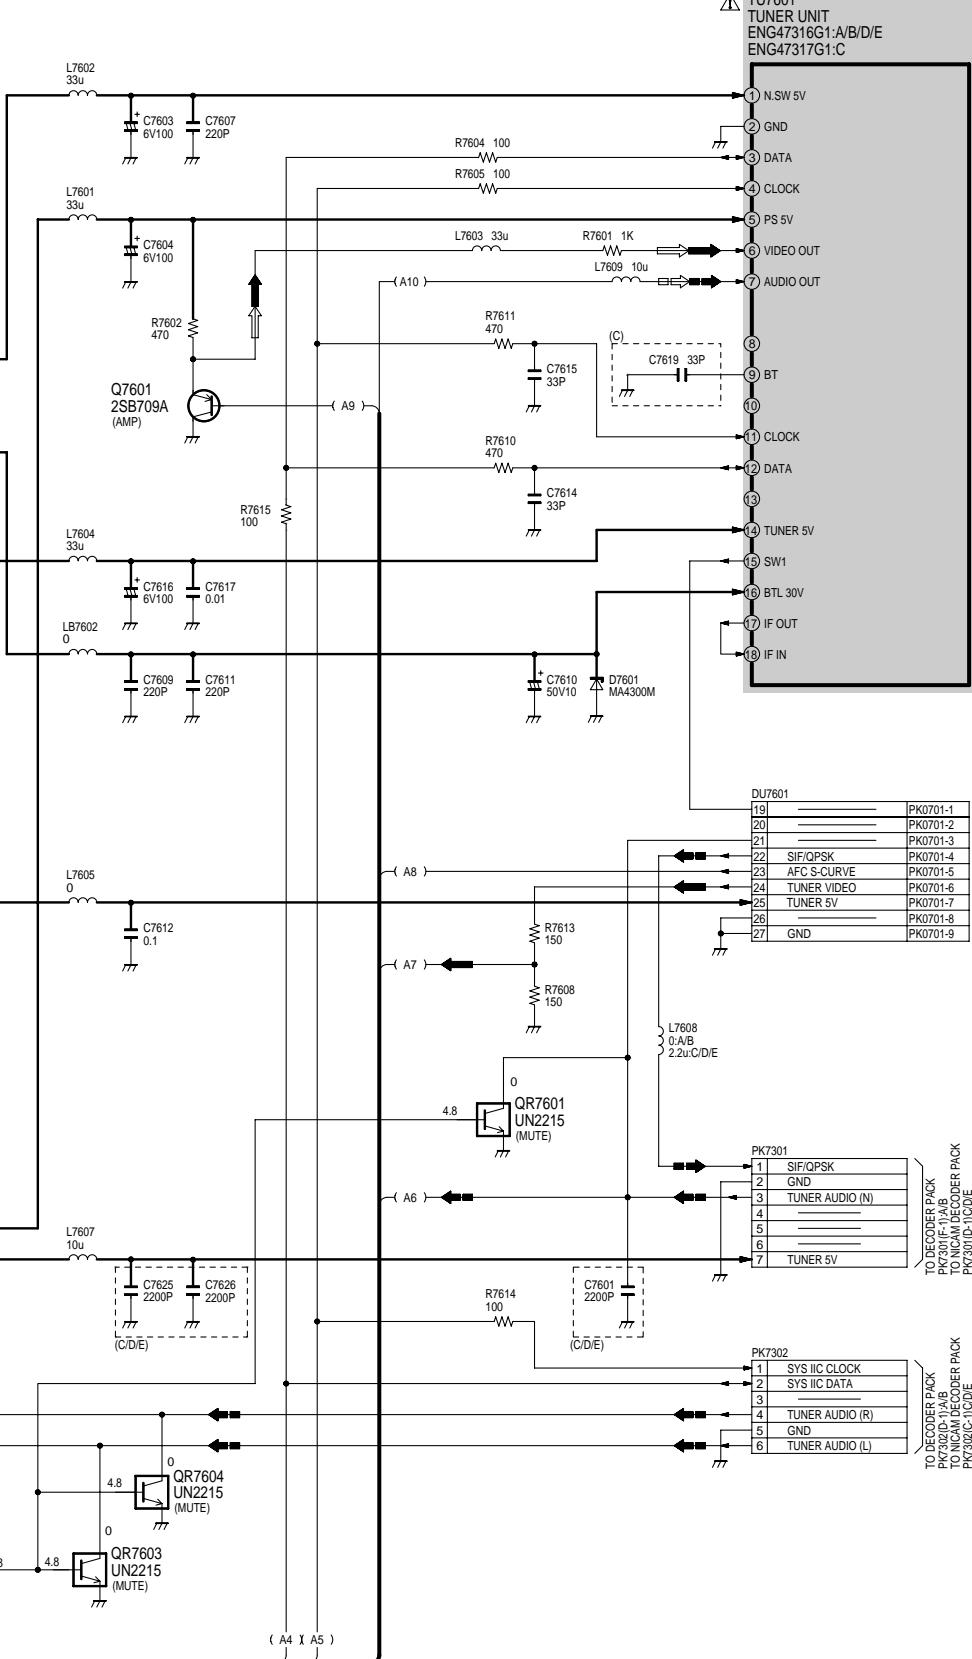 TU7601
TUNER UNIT
ENG47316G1:A/B/D/E
ENG47317G1:C
L7602
33u
C7603
6V100
C7607
220P
1 N.SW 5V
2 GND
R7604 100
3 DATA
R7605 100
4 CLOCK
L7601
33u
5 PS 5V
C7604
6V100
L7603 33u
R7601 1K
6 VIDEO OUT
L7609 10u
( A10 )
7 AUDIO OUT
R7602
470
R7611
470
(C)
8
C7615
33P
C7619 33P
9 BT
Q7601
2SB709A
(AMP)
( A9 )
10
R7610
470
11 CLOCK
12 DATA
C7614
33P
13
R7615
100
L7604
33u
14 TUNER 5V
15 SW1
C7616
6V100
C7617
0.01
16 BTL 30V
LB7602
0
17 IF OUT
18 IF IN
C7609
220P
C7611
220P
C7610
50V10
D7601
MA4300M
DU7601
19 PK0701-1
20 PK0701-2
21 PK0701-3
22 SIF/QPSK PK0701-4
23 AFC S-CURVE PK0701-5
24 TUNER VIDEO PK0701-6
25 TUNER 5V PK0701-7
26 PK0701-8
27 GND PK0701-9
( A8 )
L7605
0
C7612
0.1
R7613
150
( A7 )
R7608
150
L7608
0:A/B
2.2u:C/D/E
0
4.8
QR7601
UN2215
(MUTE)
PK7301
1 SIF/QPSK
2 GND
3 TUNER AUDIO (N)
4
5
6
7 TUNER 5V
TO DECODER PACK
PK7301(F-1):A/B
TO NICAM DECODER PACK
PK7301(D-1)C/D/E
( A6 )
L7607
10u
C7625
2200P
C7626
2200P
(C/D/E)
C7601
2200P
(C/D/E)
R7614
100
PK7302
1 SYS IIC CLOCK
2 SYS IIC DATA
3
4 TUNER AUDIO (R)
5 GND
6 TUNER AUDIO (L)
TO DECODER PACK
PK7302(D-1):A/B
TO NICAM DECODER PACK
PK7302(C-1)C/D/E
0
4.8
QR7604
UN2215
(MUTE)
0
4.8
QR7603
UN2215
(MUTE)
( A4 )( A5 )